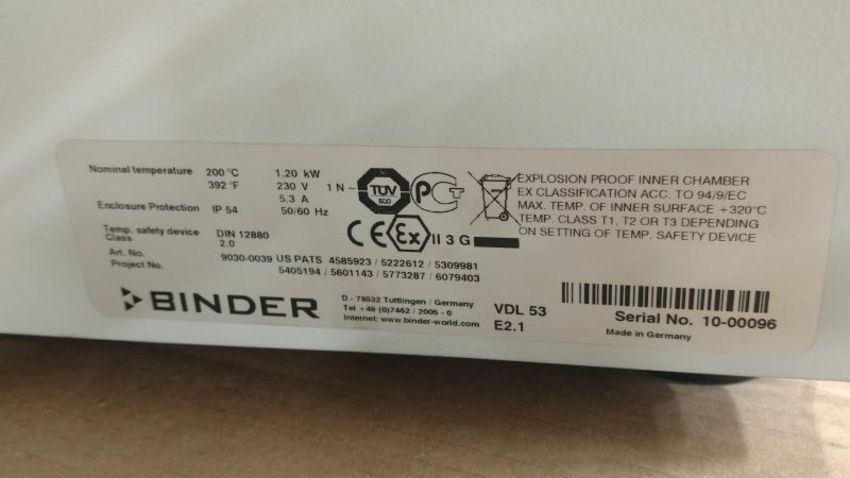 Nominal temperature 200 °C 1.20 kW
392 °F 230 V 1 N ~
5.3 A
Enclosure Protection IP 54 50/60 Hz
TÜV
SÜD
PCT
EXPLOSION PROOF INNER CHAMBER
EX CLASSIFICATION ACC. TO 94/9/EC
MAX. TEMP. OF INNER SURFACE +320°C
TEMP. CLASS T1, T2 OR T3 DEPENDING
ON SETTING OF TEMP. SAFETY DEVICE
Temp. safety device DIN 12880
Class 2.0
CE Ex II 3 G
Art. No. 9030-0039 US PATS 4585923 / 5222612 / 5309981
Project No. 5405194 / 5601143 / 5773287 / 6079403
BINDER
D - 78532 Tuttlingen / Germany
Tel + 49 (0)7462 / 2005 - 0
Internet: www.binder-world.com
VDL 53
E2.1
Serial No. 10-00096
Made in Germany